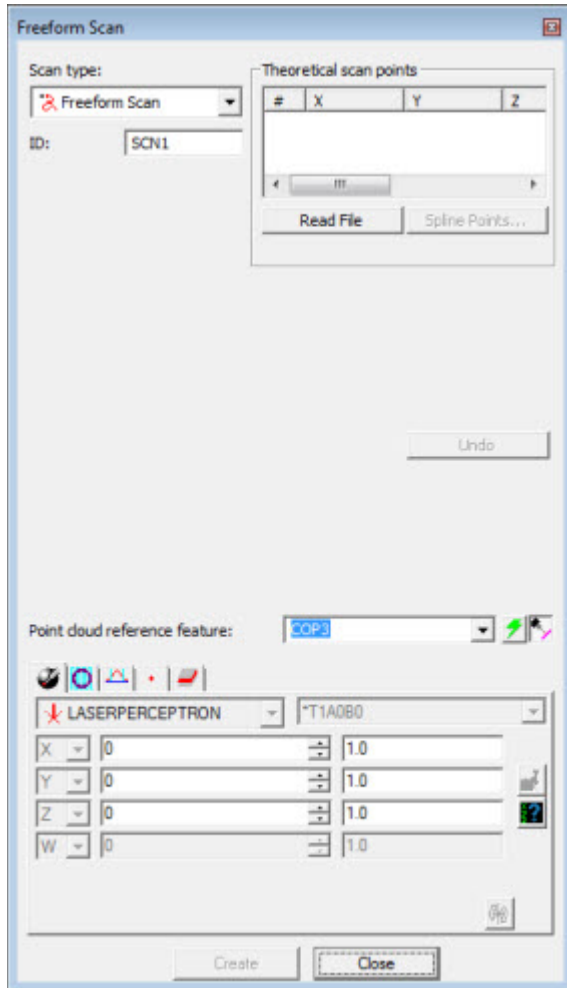 Freeform Scan
Scan type:
Freeform Scan
ID: SCN1
Theoretical scan points
# X Y Z
Read File Spline Points...
Undo
Point cloud reference feature: COP3
LASERPERCEPTRON *T1A0B0
X 0 1.0
Y 0 1.0
Z 0 1.0
W 0 1.0
Create Close